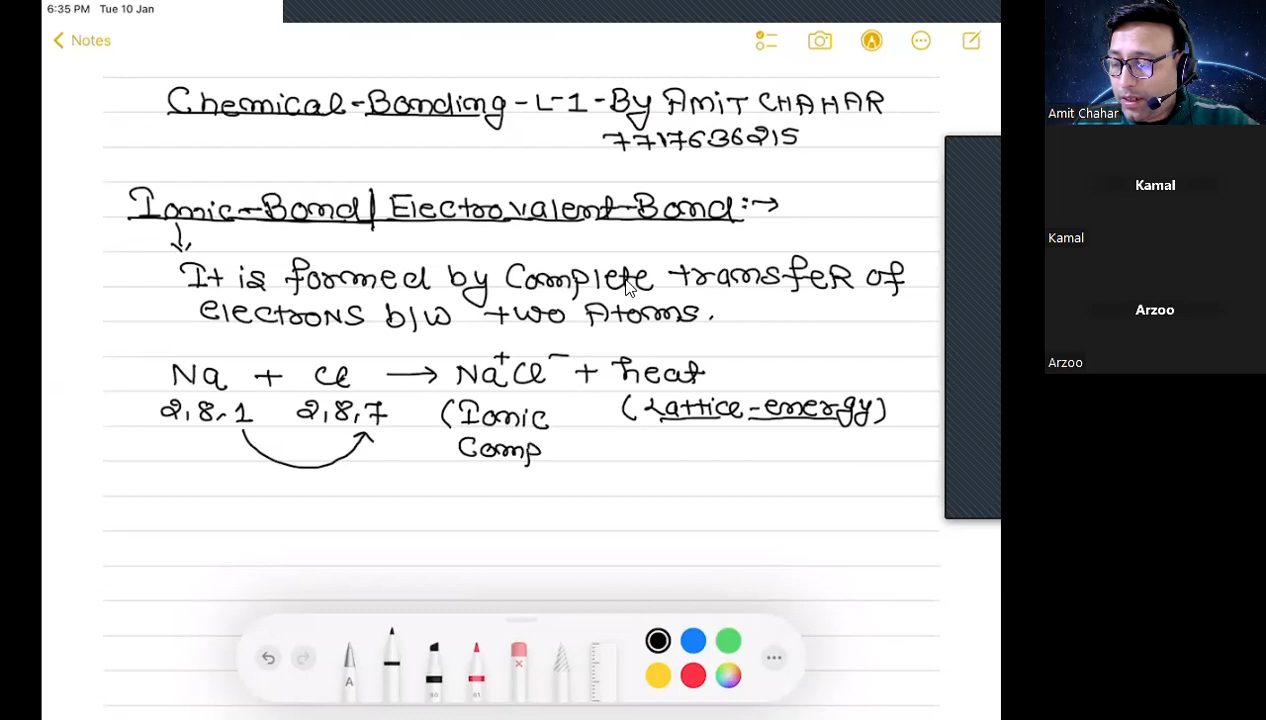 6:35 PM Tue 10 Jan
Notes
Chemical-Bonding - L-1 - By AMIT CHAHAR
7717636215
Ionic-Bond | Electrovalent-Bond :→
It is formed by Complete transfer of
electrons b/w two Atoms.
Na + Cl → Na⁺Cl⁻ + heat
2,8,1 2,8,7 (Ionic (Lattice-energy)
Comp
A
80
61
Amit Chahar
Kamal
Kamal
Arzoo
Arzoo